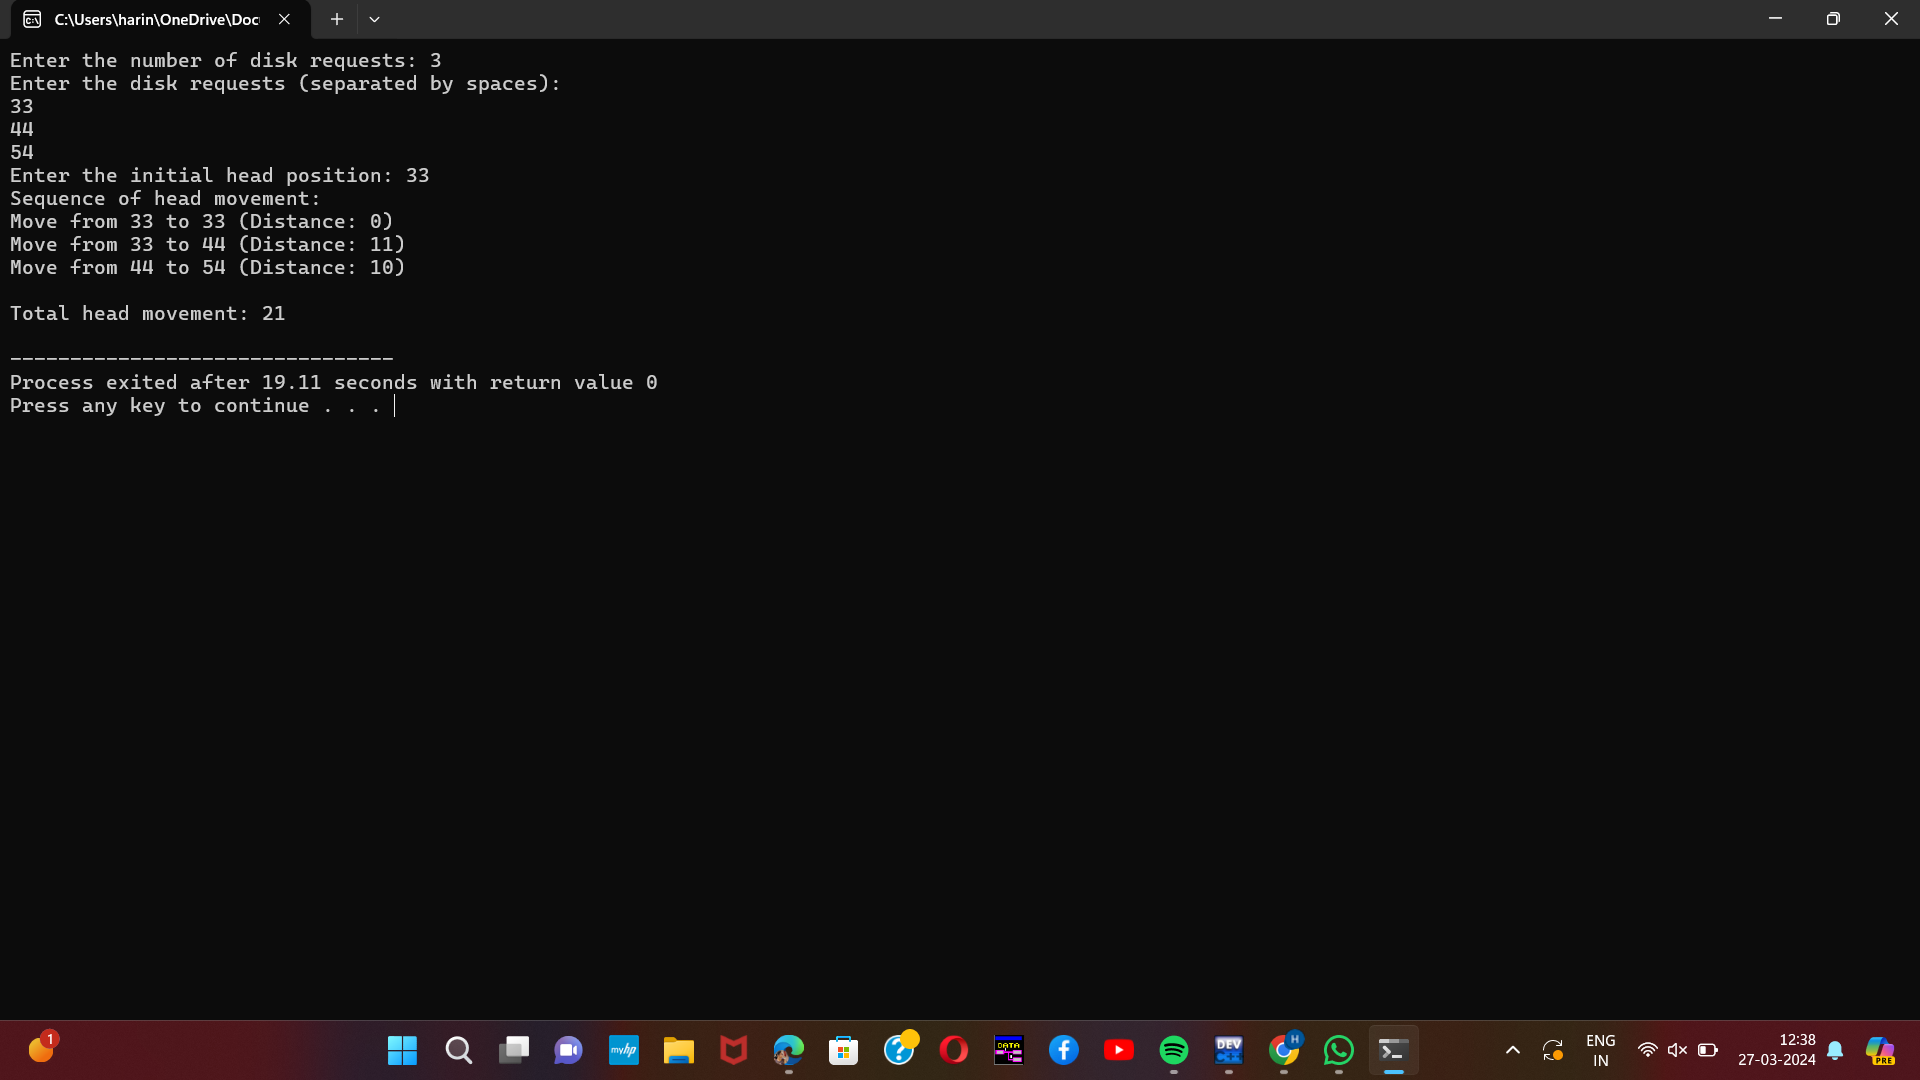 C:\Users\harin\OneDrive\Doc
Enter the number of disk requests: 3
Enter the disk requests (separated by spaces):
33
44
54
Enter the initial head position: 33
Sequence of head movement:
Move from 33 to 33 (Distance: 0)
Move from 33 to 44 (Distance: 11)
Move from 44 to 54 (Distance: 10)
Total head movement: 21
--------------------------------
Process exited after 19.11 seconds with return value 0
Press any key to continue . . .
1
myhp
DATA
DEV
H
ENG
IN
12:38
27-03-2024
PRE